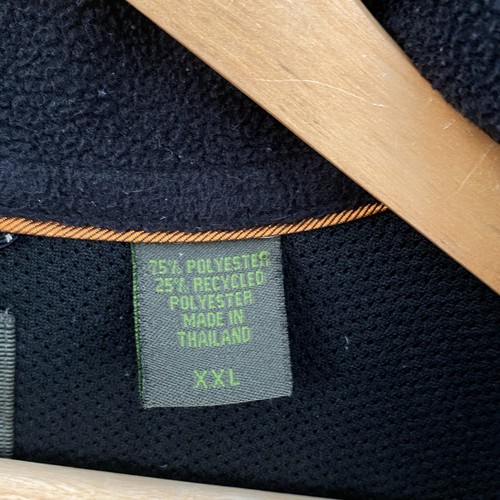 75% POLYESTER
25% RECYCLED
POLYESTER
MADE IN
THAILAND
XXL